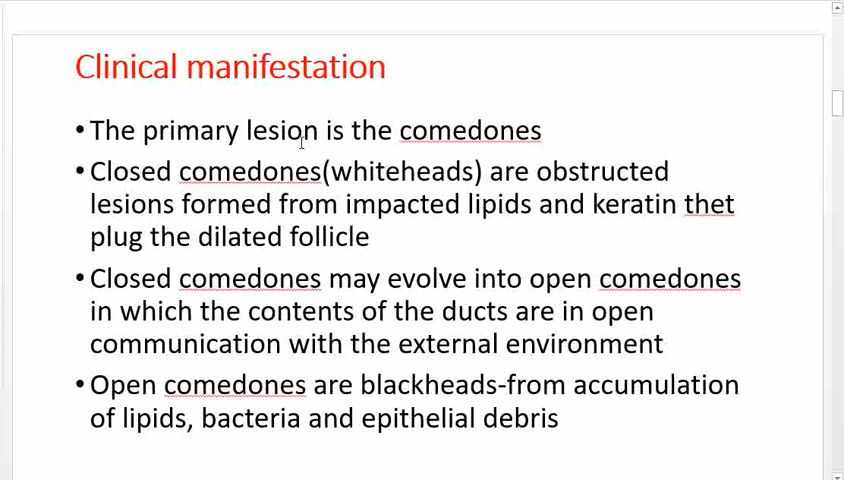 Clinical manifestation
•The primary lesion is the comedones
•Closed comedones(whiteheads) are obstructed
lesions formed from impacted lipids and keratin thet
plug the dilated follicle
•Closed comedones may evolve into open comedones
in which the contents of the ducts are in open
communication with the external environment
•Open comedones are blackheads-from accumulation
of lipids, bacteria and epithelial debris